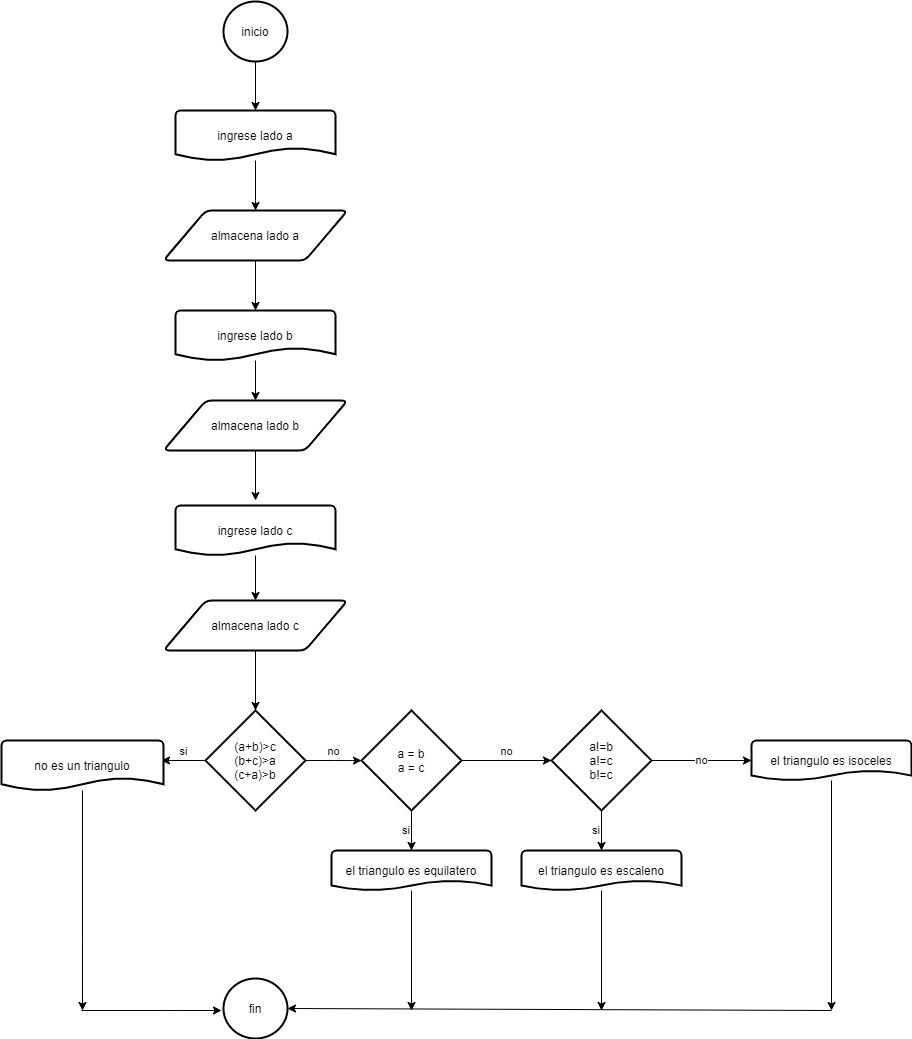 inicio
ingrese lado a
almacena lado a
ingrese lado b
almacena lado b
ingrese lado c
almacena lado c
no es un triangulo
si
(a+b)>c
(b+c)>a
(c+a)>b
no
a = b
a = c
no
a!=b
a!=c
b!=c
no
el triangulo es isoceles
si
el triangulo es equilatero
si
el triangulo es escaleno
fin